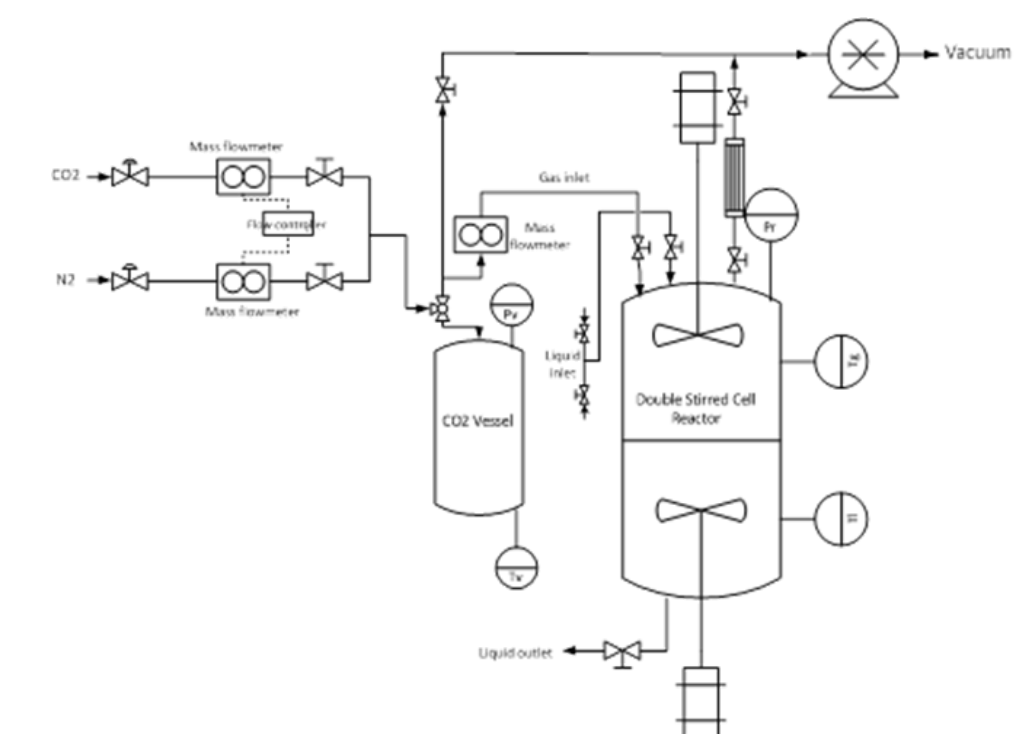 Vacuum
Mass flowmeter
CO2
Gas inlet
Flow controller
Mass
flowmeter
Pr
N2
Mass flowmeter
Pv
Liquid
inlet
Tg
Double Stirred Cell
Reactor
CO2 Vessel
Tv
Liquid outlet